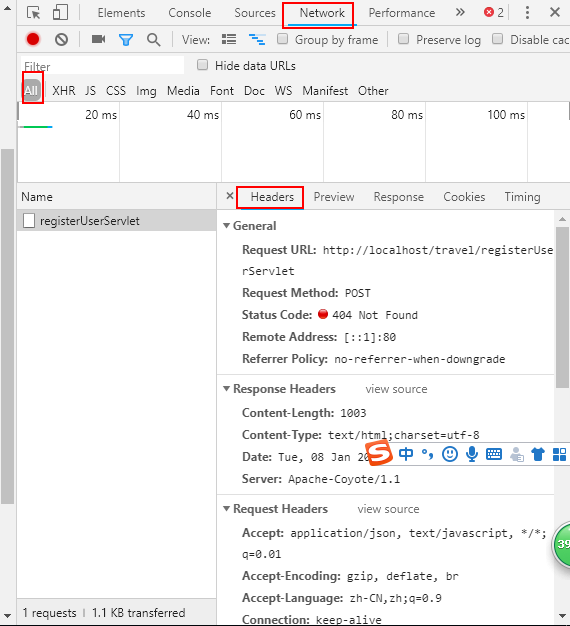 Elements Console Sources Network Performance » 2
View: Group by frame Preserve log Disable cac
Filter Hide data URLs
All XHR JS CSS Img Media Font Doc WS Manifest Other
20 ms 40 ms 60 ms 80 ms 100 ms
Name
registerUserServlet
× Headers Preview Response Cookies Timing
General
Request URL: http://localhost/travel/registerUse
rServlet
Request Method: POST
Status Code: 404 Not Found
Remote Address: [::1]:80
Referrer Policy: no-referrer-when-downgrade
Response Headers view source
Content-Length: 1003
Content-Type: text/html;charset=utf-8
Date: Tue, 08 Jan 20
S 中
Server: Apache-Coyote/1.1
Request Headers view source
39
Accept: application/json, text/javascript, */*;
q=0.01
Accept-Encoding: gzip, deflate, br
Accept-Language: zh-CN,zh;q=0.9
Connection: keep-alive
1 requests | 1.1 KB transferred